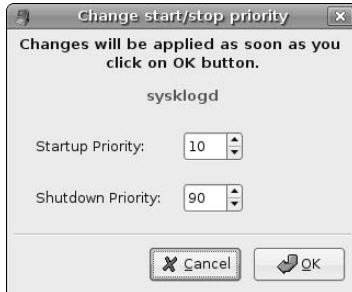 Change start/stop priority
Changes will be applied as soon as you
click on OK button.
sysklogd
Startup Priority: 10
Shutdown Priority: 90
Cancel OK